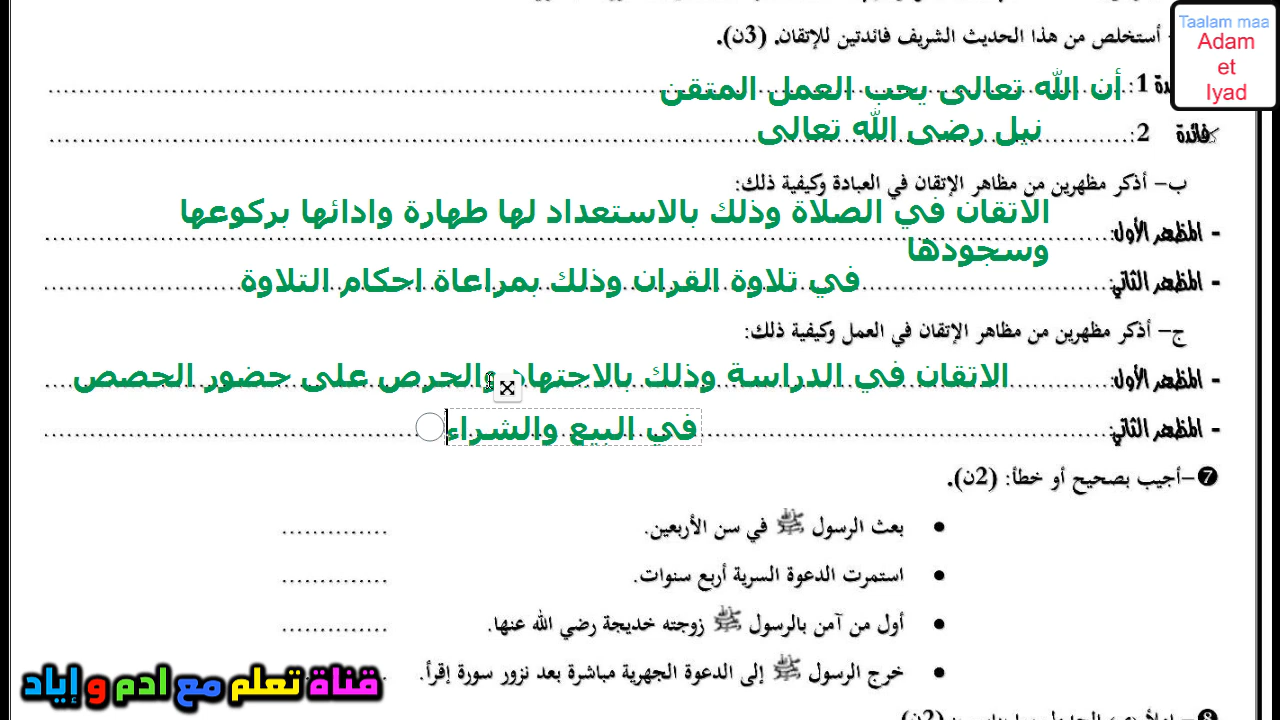 Taalam maa
Adam
et
Iyad
- أستخلص من هذا الحديث الشريف فائدتين للإتقان. (3ن).
1: أن الله تعالى يحب العمل المتقن
فائدة 2: نيل رضى الله تعالى
ب- أذكر مظهرين من مظاهر الإتقان في العبادة وكيفية ذلك:
- المظهر الأول: الاتقان في الصلاة وذلك بالاستعداد لها طهارة وادائها بركوعها
وسجودها
- المظهر الثاني: في تلاوة القران وذلك بمراعاة احكام التلاوة
ج- أذكر مظهرين من مظاهر الإتقان في العمل وكيفية ذلك:
- المظهر الأول: الاتقان في الدراسة وذلك بالاجتهاد والحرص على حضور الحصص
- المظهر الثاني: في البيع والشراء
❼-أجيب بصحيح أو خطأ: (2ن).
● بعث الرسول ﷺ في سن الأربعين. ..............
● استمرت الدعوة السرية أربع سنوات. ..............
● أول من آمن بالرسول ﷺ زوجته خديجة رضي الله عنها. ..............
● خرج الرسول ﷺ إلى الدعوة الجهرية مباشرة بعد نزور سورة إقرأ.
قناة تعلم مع ادم و إياد